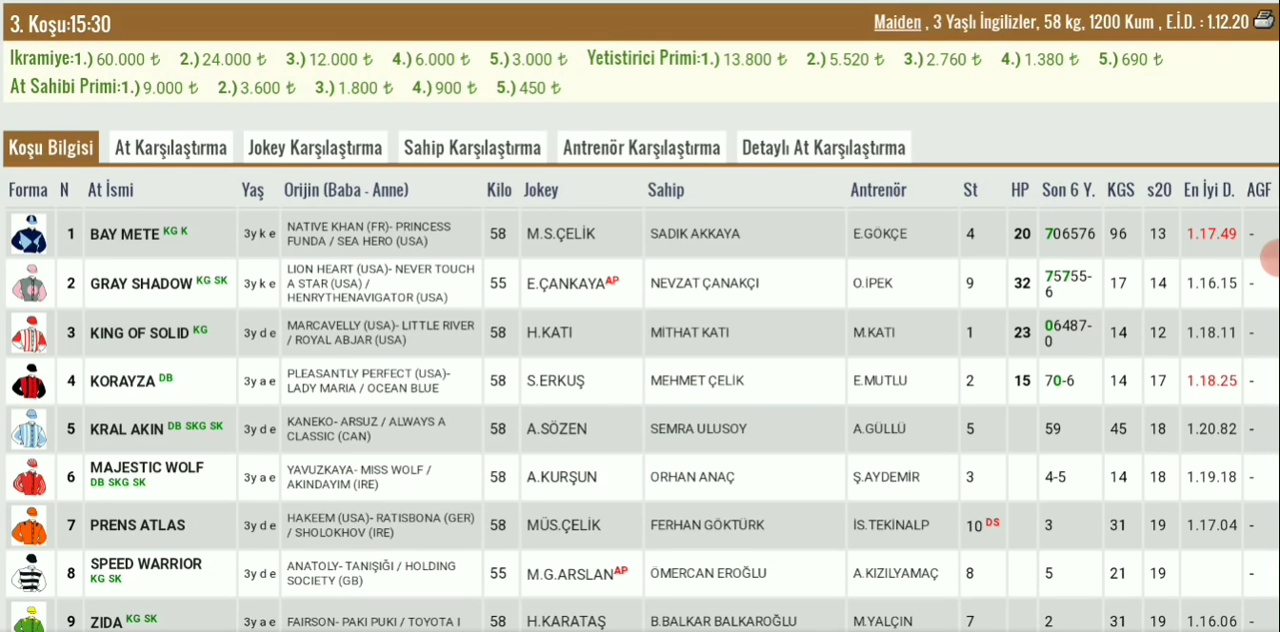 3. Koşu:15:30 Maiden , 3 Yaşlı İngilizler, 58 kg, 1200 Kum , E.İ.D. : 1.12.20
Ikramiye:1.) 60.000 ₺ 2.) 24.000 ₺ 3.) 12.000 ₺ 4.) 6.000 ₺ 5.) 3.000 ₺ Yetistirici Primi:1.) 13.800 ₺ 2.) 5.520 ₺ 3.) 2.760 ₺ 4.) 1.380 ₺ 5.) 690 ₺
At Sahibi Primi:1.) 9.000 ₺ 2.) 3.600 ₺ 3.) 1.800 ₺ 4.) 900 ₺ 5.) 450 ₺
Koşu Bilgisi At Karşılaştırma Jokey Karşılaştırma Sahip Karşılaştırma Antrenör Karşılaştırma Detaylı At Karşılaştırma
Forma N At İsmi Yaş Orijin (Baba - Anne) Kilo Jokey Sahip Antrenör St HP Son 6 Y. KGS s20 En İyi D. AGF
1 BAY METE KG K 3y k e NATIVE KHAN (FR)- PRINCESS
FUNDA / SEA HERO (USA) 58 M.S.ÇELİK SADIK AKKAYA E.GÖKÇE 4 20 706576 96 13 1.17.49 -
2 GRAY SHADOW KG SK 3y k e LION HEART (USA)- NEVER TOUCH
A STAR (USA) /
HENRYTHENAVIGATOR (USA) 55 E.ÇANKAYA AP NEVZAT ÇANAKÇI O.İPEK 9 32 75755-
6 17 14 1.16.15 -
3 KING OF SOLID KG 3y d e MARCAVELLY (USA)- LITTLE RIVER
/ ROYAL ABJAR (USA) 58 H.KATI MİTHAT KATI M.KATI 1 23 06487-
0 14 12 1.18.11 -
4 KORAYZA DB 3y a e PLEASANTLY PERFECT (USA)-
LADY MARIA / OCEAN BLUE 58 S.ERKUŞ MEHMET ÇELİK E.MUTLU 2 15 70-6 14 17 1.18.25 -
5 KRAL AKIN DB SKG SK 3y d e KANEKO- ARSUZ / ALWAYS A
CLASSIC (CAN) 58 A.SÖZEN SEMRA ULUSOY A.GÜLLÜ 5 59 45 18 1.20.82 -
6 MAJESTIC WOLF
DB SKG SK 3y a e YAVUZKAYA- MISS WOLF /
AKINDAYIM (IRE) 58 A.KURŞUN ORHAN ANAÇ Ş.AYDEMİR 3 4-5 14 18 1.19.18 -
7 PRENS ATLAS 3y d e HAKEEM (USA)- RATISBONA (GER)
/ SHOLOKHOV (IRE) 58 MÜS.ÇELİK FERHAN GÖKTÜRK İS.TEKİNALP 10 DS 3 31 19 1.17.04 -
8 SPEED WARRIOR
KG SK 3y d e ANATOLY- TANIŞIĞI / HOLDING
SOCIETY (GB) 55 M.G.ARSLAN AP ÖMERCAN EROĞLU A.KIZILYAMAÇ 8 5 21 19 -
9 ZIDA KG SK 3y a e FAIRSON- PAKI PUKI / TOYOTA I 58 H.KARATAŞ B.BALKAR BALKAROĞLU M.YALÇIN 7 2 31 19 1.16.06 -